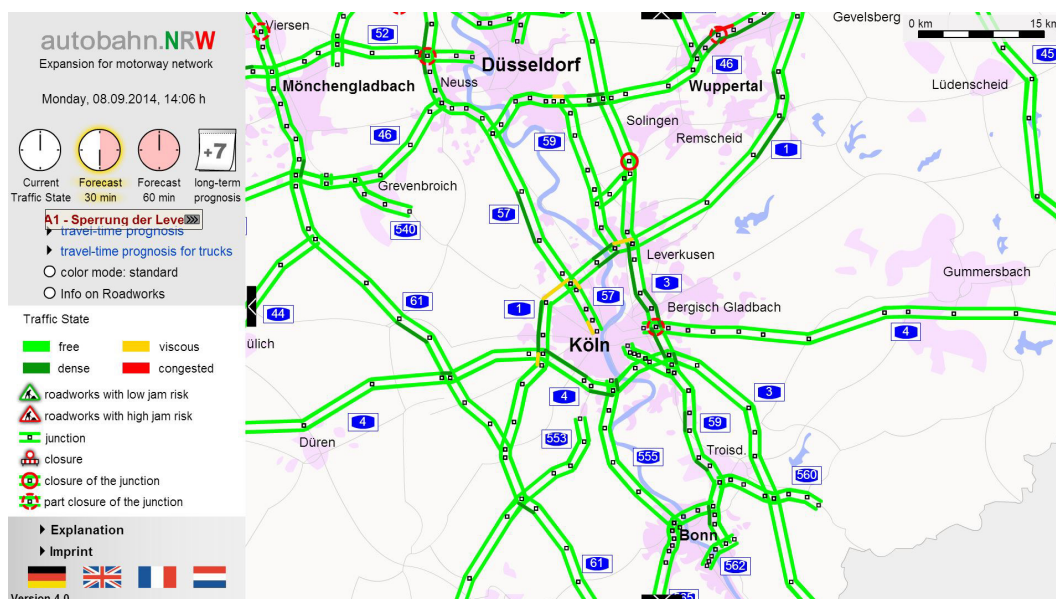 autobahn.NRW
Expansion for motorway network
Monday, 08.09.2014, 14:06 h
+7
Current Traffic State
Forecast 30 min
Forecast 60 min
long-term prognosis
A1 - Sperrung der Leve
travel-time prognosis
travel-time prognosis for trucks
color mode: standard
Info on Roadworks
Traffic State
free
viscous
dense
congested
roadworks with low jam risk
roadworks with high jam risk
junction
closure
closure of the junction
part closure of the junction
Explanation
Imprint
Version 4.0
Viersen
52
Düsseldorf
Gevelsberg
0 km
15 km
45
46
Lüdenscheid
Mönchengladbach
Neuss
Wuppertal
Solingen
46
59
Remscheid
1
Grevenbroich
57
540
Leverkusen
Gummersbach
61
1
57
3
Bergisch Gladbach
44
4
ülich
Köln
4
3
4
59
553
Düren
555
Troisd.
560
Bonn
61
562
565